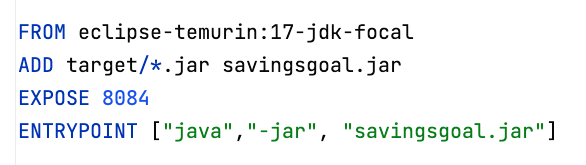 FROM eclipse-temurin:17-jdk-focal
ADD target/*.jar savingsgoal.jar
EXPOSE 8084
ENTRYPOINT ["java","-jar", "savingsgoal.jar"]